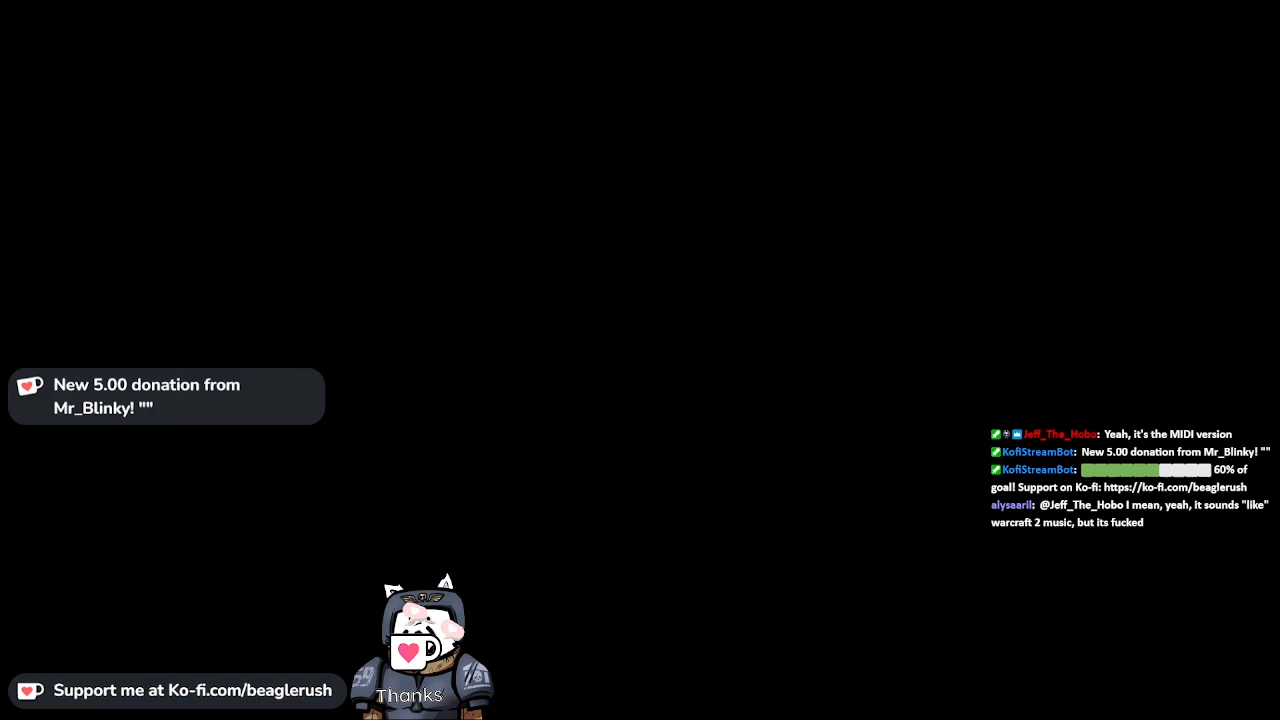 New 5.00 donation from
Mr_Blinky! ""
Jeff_The_Hobo: Yeah, it's the MIDI version
KofiStreamBot: New 5.00 donation from Mr_Blinky! ""
KofiStreamBot: 60% of
goal! Support on Ko-fi: https://ko-fi.com/beaglerush
alysaaril: @Jeff_The_Hobo I mean, yeah, it sounds "like"
warcraft 2 music, but its fucked
Thanks
Support me at Ko-fi.com/beaglerush